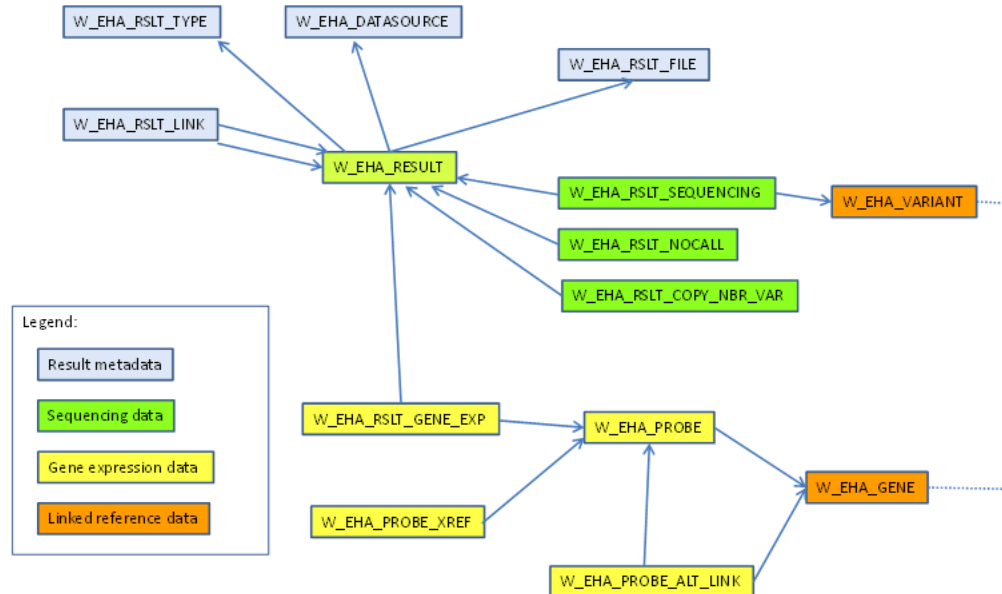 W_EHA_RSLT_TYPE
W_EHA_DATASOURCE
W_EHA_RSLT_FILE
W_EHA_RSLT_LINK
W_EHA_RESULT
W_EHA_RSLT_SEQUENCING
W_EHA_VARIANT
W_EHA_RSLT_NOCALL
W_EHA_RSLT_COPY_NBR_VAR
Legend:
Result metadata
Sequencing data
Gene expression data
Linked reference data
W_EHA_RSLT_GENE_EXP
W_EHA_PROBE
W_EHA_GENE
W_EHA_PROBE_XREF
W_EHA_PROBE_ALT_LINK